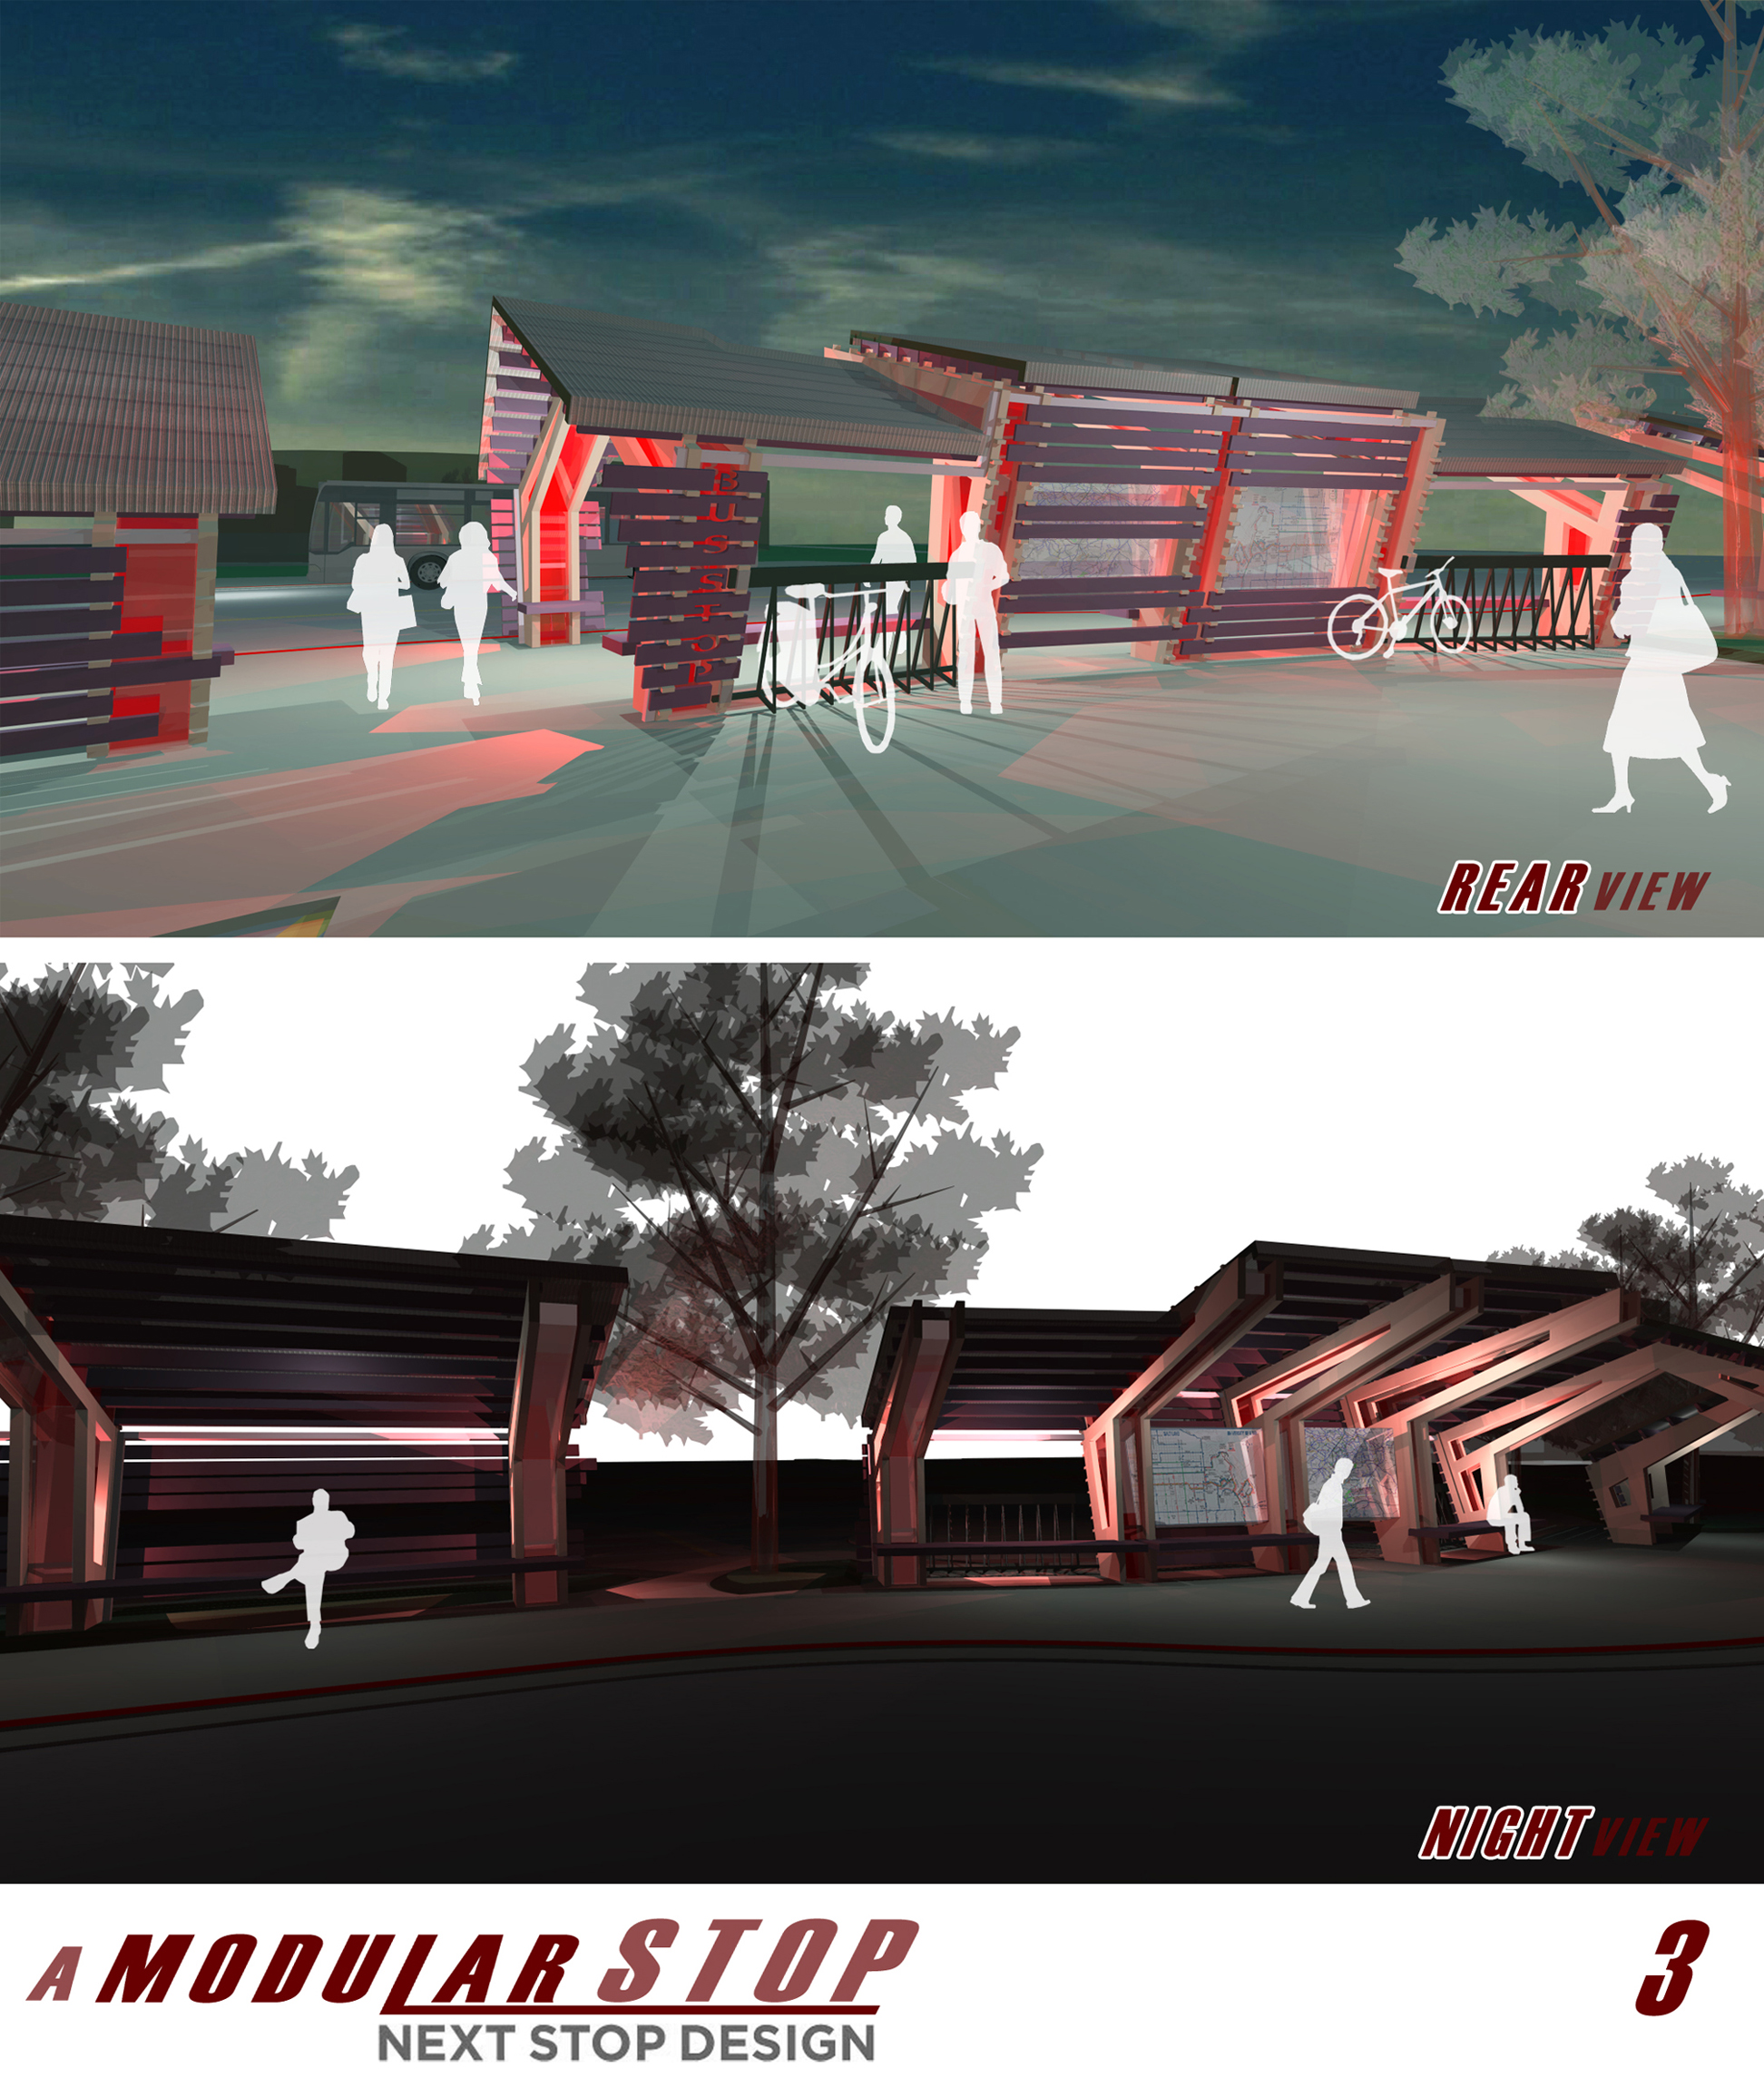 BUS STOP
REAR VIEW
NIGHT VIEW
A MODULAR STOP
NEXT STOP DESIGN
3